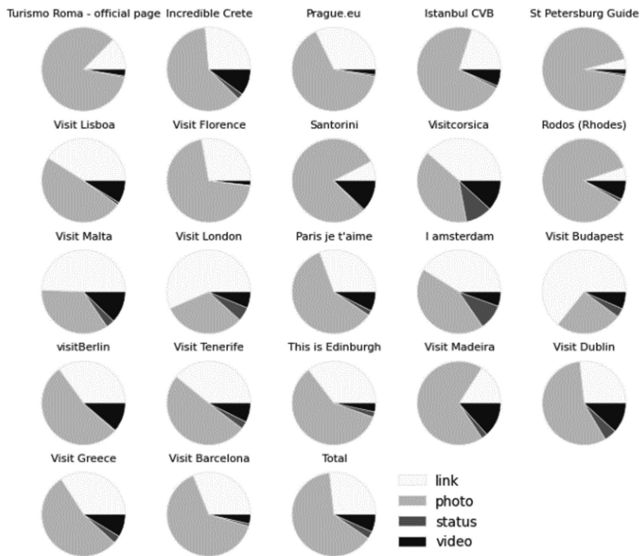 Turismo Roma - official page Incredible Crete Prague.eu Istanbul CVB St Petersburg Guide
Visit Lisboa Visit Florence Santorini Visitcorsica Rodos (Rhodes)
Visit Malta Visit London Paris je t'aime I amsterdam Visit Budapest
visitBerlin Visit Tenerife This is Edinburgh Visit Madeira Visit Dublin
Visit Greece Visit Barcelona Total
link
photo
status
video